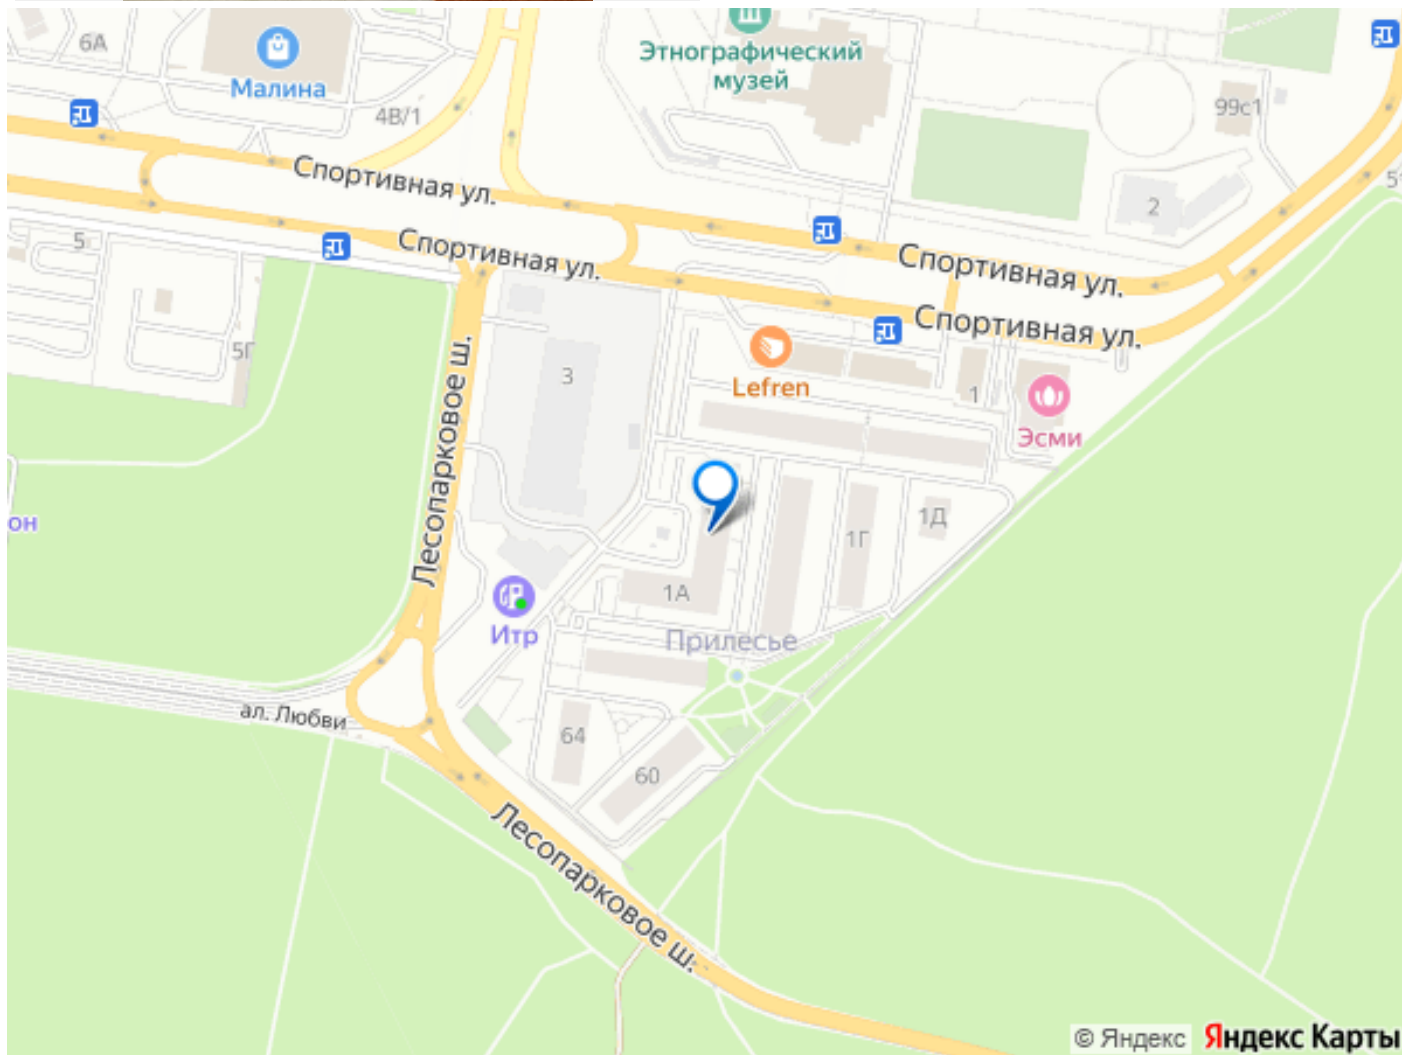 6А
Малина
4В/1
Этнографический
музей
99с1
2
Спортивная ул.
Спортивная ул.
Спортивная ул.
Спортивная ул.
5
5Г
Лесопарковое ш.
3
Lefren
1
Эсми
1А
1Г
1Д
Итр
Прилесье
он
ал. Любви
64
60
Лесопарковое ш.
© Яндекс Яндекс Карты